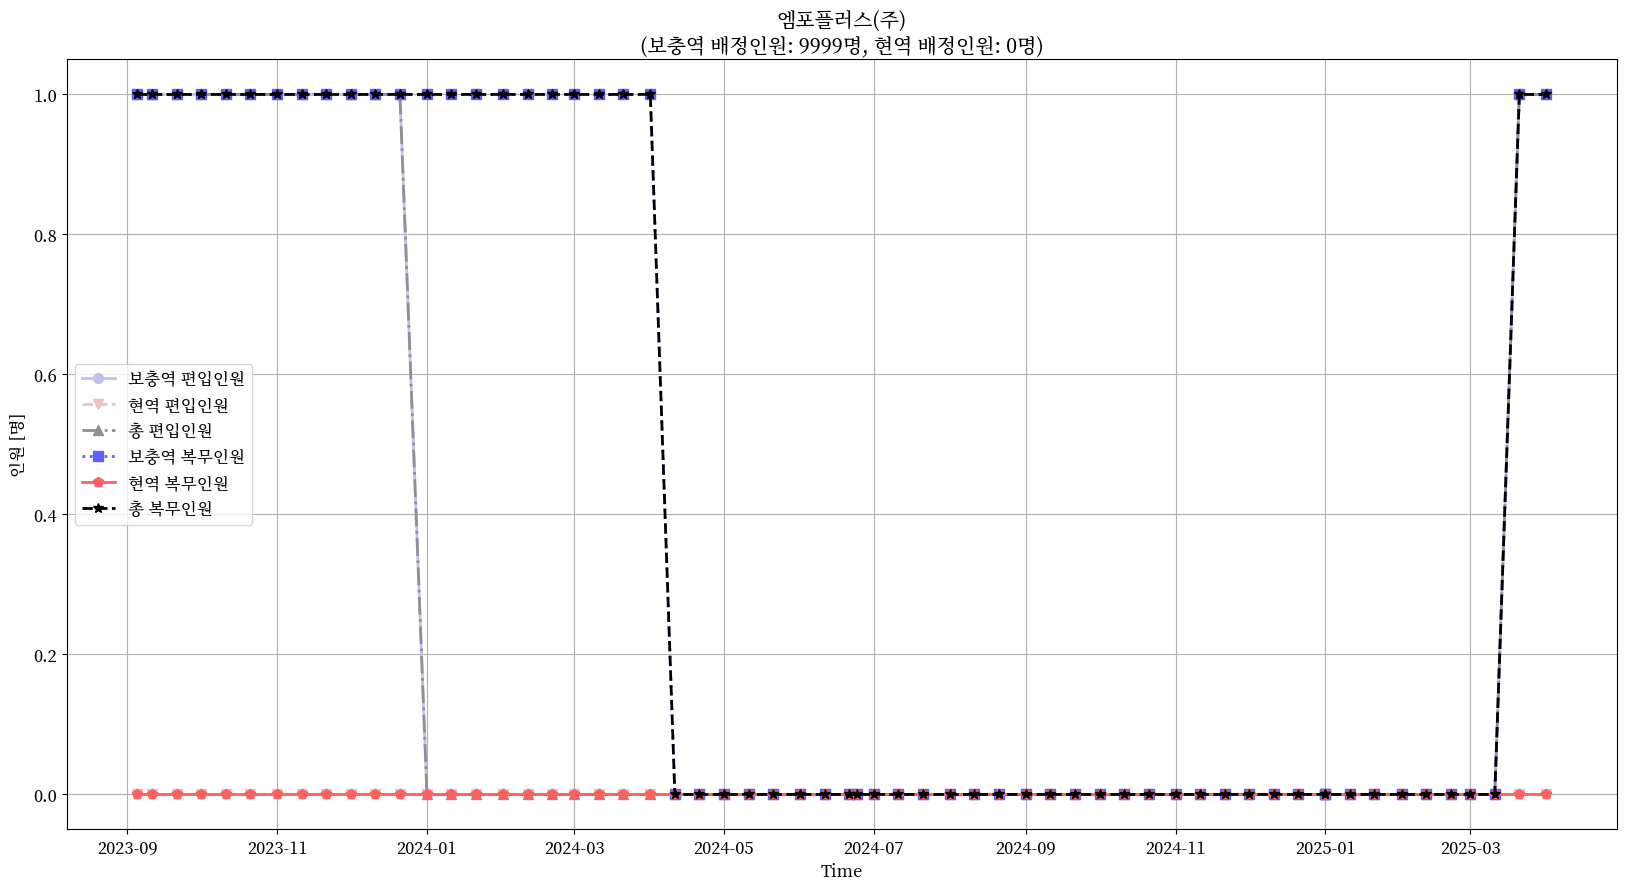 엠포플러스(주)
(보충역 배정인원: 9999명, 현역 배정인원: 0명)
1.0
0.8
0.6
0.4
0.2
0.0
인원 [명]
보충역 편입인원
현역 편입인원
총 편입인원
보충역 복무인원
현역 복무인원
총 복무인원
2023-09 2023-11 2024-01 2024-03 2024-05 2024-07 2024-09 2024-11 2025-01 2025-03
Time